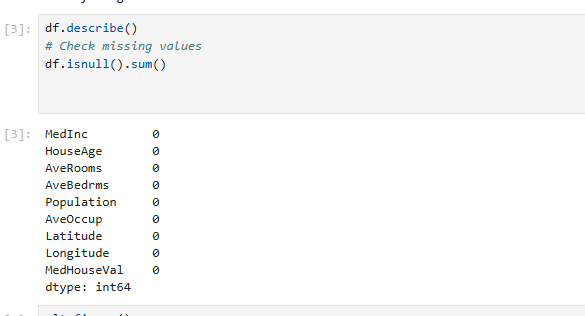 [3]: df.describe()
# Check missing values
df.isnull().sum()
[3]: MedInc 0
HouseAge 0
AveRooms 0
AveBedrms 0
Population 0
AveOccup 0
Latitude 0
Longitude 0
MedHouseVal 0
dtype: int64